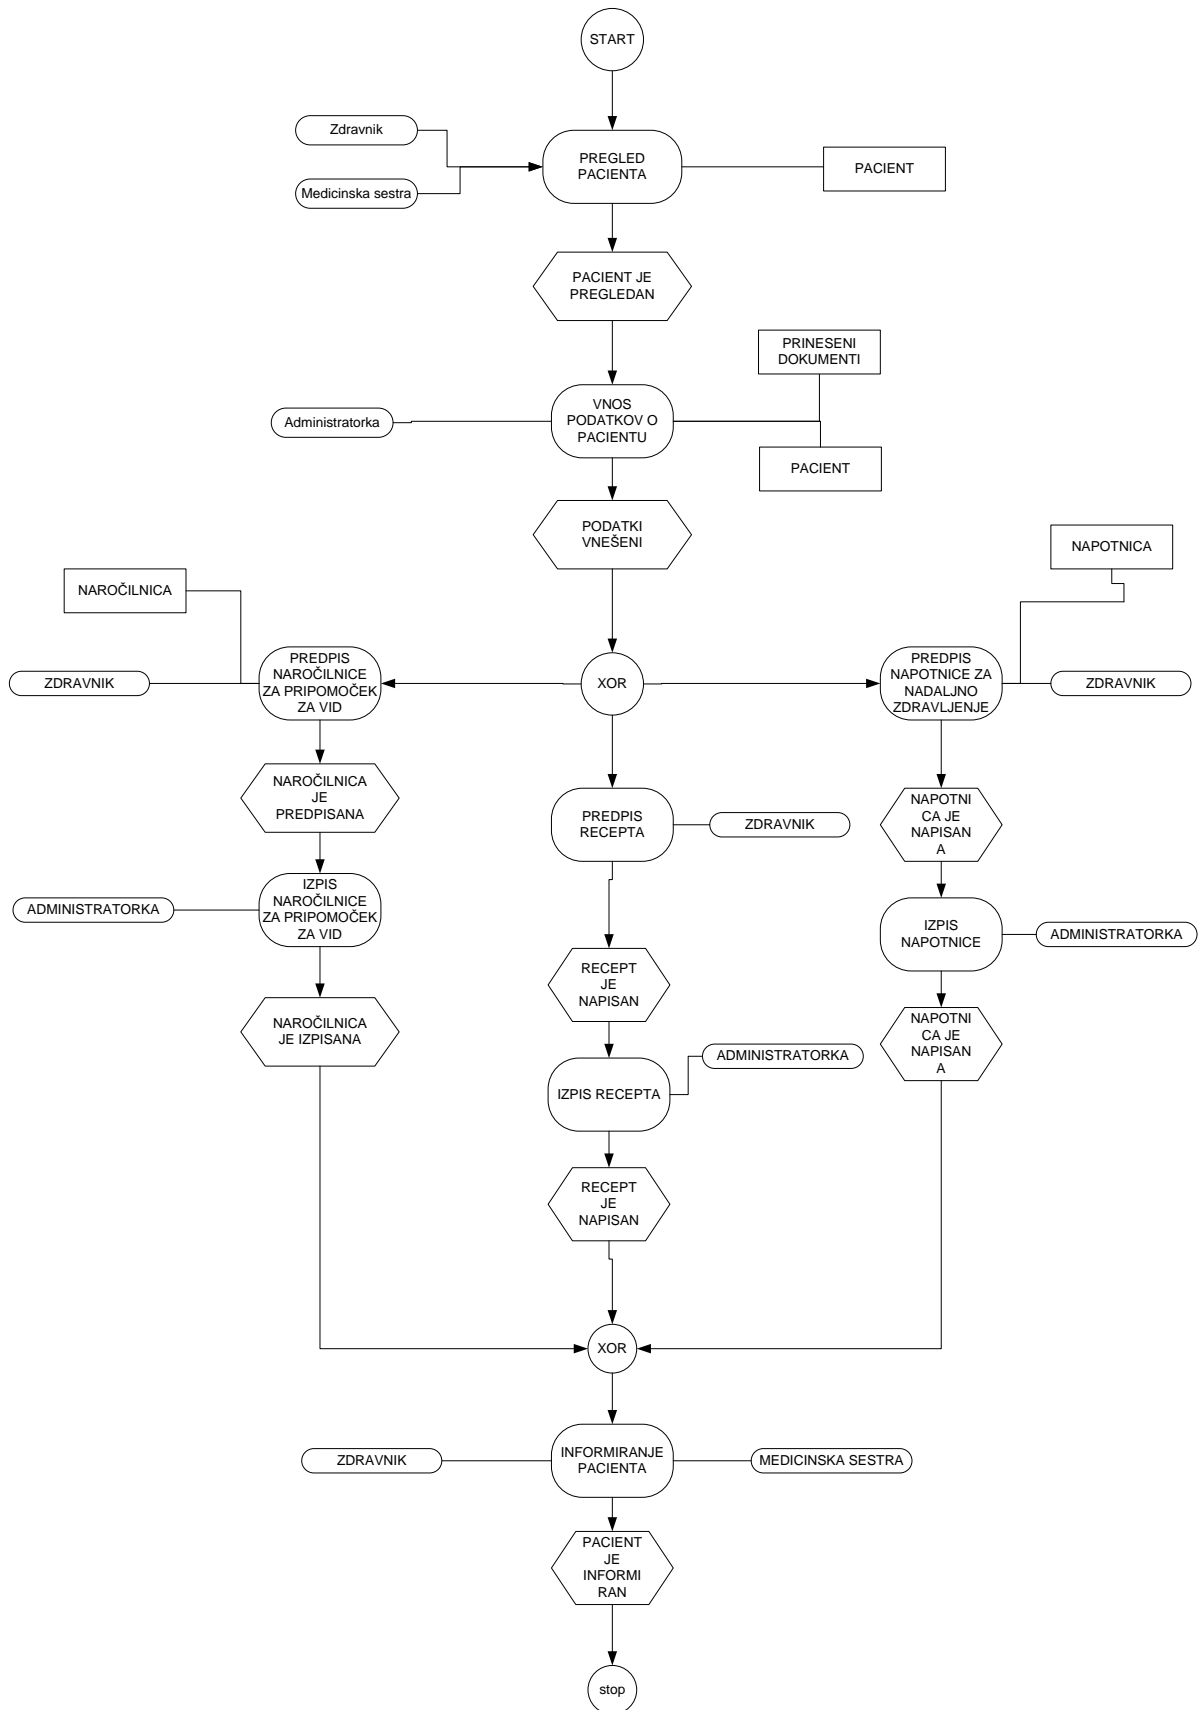 START
Zdravnik
Medicinska sestra
PREGLED
PACIENTA
PACIENT
PACIENT JE
PREGLEDAN
PRINESENI
DOKUMENTI
Administratorka
VNOS
PODATKOV O
PACIENTU
PACIENT
PODATKI
VNEŠENI
NAPOTNICA
NAROČILNICA
ZDRAVNIK
PREDPIS
NAROČILNICE
ZA PRIPOMOČEK
ZA VID
XOR
PREDPIS
NAPOTNICE ZA
NADALJNO
ZDRAVLJENJE
ZDRAVNIK
NAROČILNICA
JE
PREDPISANA
PREDPIS
RECEPTA
ZDRAVNIK
NAPOTNI
CA JE
NAPISAN
A
ADMINISTRATORKA
IZPIS
NAROČILNICE
ZA PRIPOMOČEK
ZA VID
IZPIS
NAPOTNICE
ADMINISTRATORKA
RECEPT
JE
NAPISAN
NAROČILNICA
JE IZPISANA
NAPOTNI
CA JE
NAPISAN
A
ADMINISTRATORKA
IZPIS RECEPTA
RECEPT
JE
NAPISAN
XOR
ZDRAVNIK
INFORMIRANJE
PACIENTA
MEDICINSKA SESTRA
PACIENT
JE
INFORMI
RAN
stop